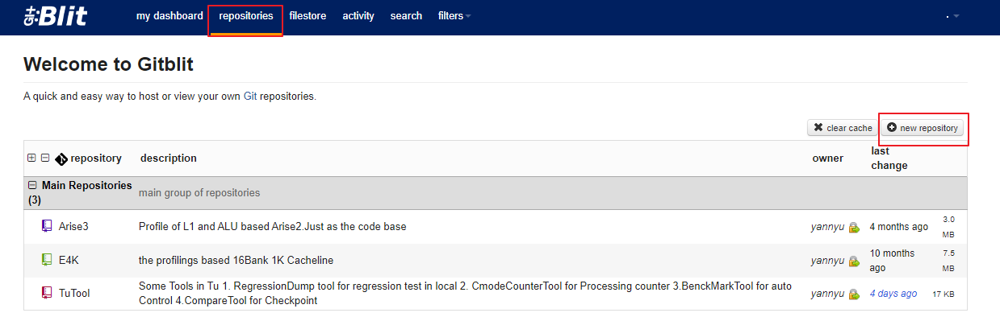 Git Blit my dashboard repositories filestore activity search filters
Welcome to Gitblit
A quick and easy way to host or view your own Git repositories.
clear cache new repository
repository description owner last
change
Main Repositories
(3) main group of repositories
Arise3 Profile of L1 and ALU based Arise2.Just as the code base yannyu 4 months ago 3.0
MB
E4K the profilings based 16Bank 1K Cacheline yannyu 10 months
ago 7.5
MB
TuTool Some Tools in Tu 1. RegressionDump tool for regression test in local 2. CmodeCounterTool for Processing counter 3.BenckMarkTool for auto
Control 4.CompareTool for Checkpoint yannyu 4 days ago 17 KB